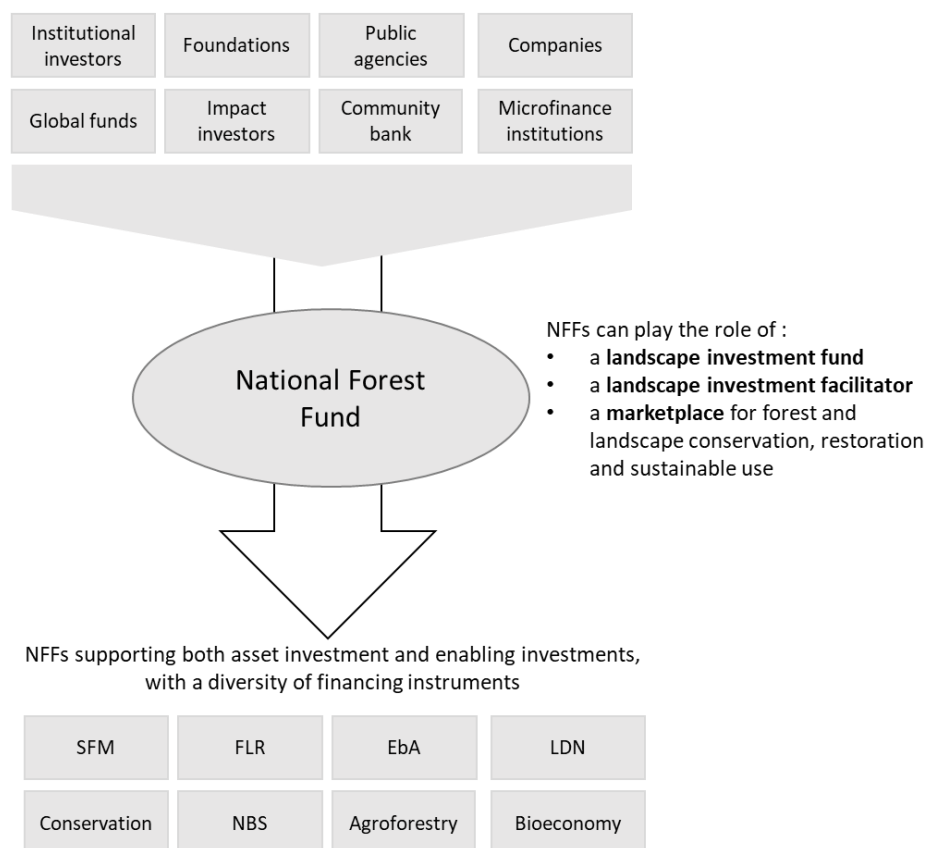 Institutional
investors
Foundations
Public
agencies
Companies
Global funds
Impact
investors
Community
bank
Microfinance
institutions
National Forest
Fund
NFFs can play the role of :
• a landscape investment fund
• a landscape investment facilitator
• a marketplace for forest and
landscape conservation, restoration
and sustainable use
NFFs supporting both asset investment and enabling investments,
with a diversity of financing instruments
SFM
FLR
EbA
LDN
Conservation
NBS
Agroforestry
Bioeconomy